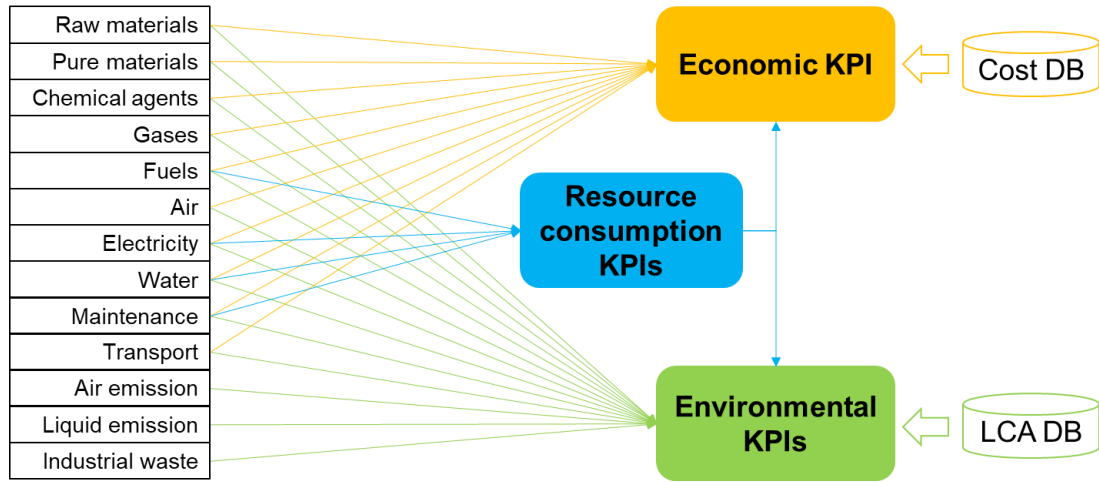 Raw materials
Pure materials
Chemical agents
Gases
Fuels
Air
Electricity
Water
Maintenance
Transport
Air emission
Liquid emission
Industrial waste
Economic KPI
Resource
consumption
KPIs
Environmental
KPIs
Cost DB
LCA DB